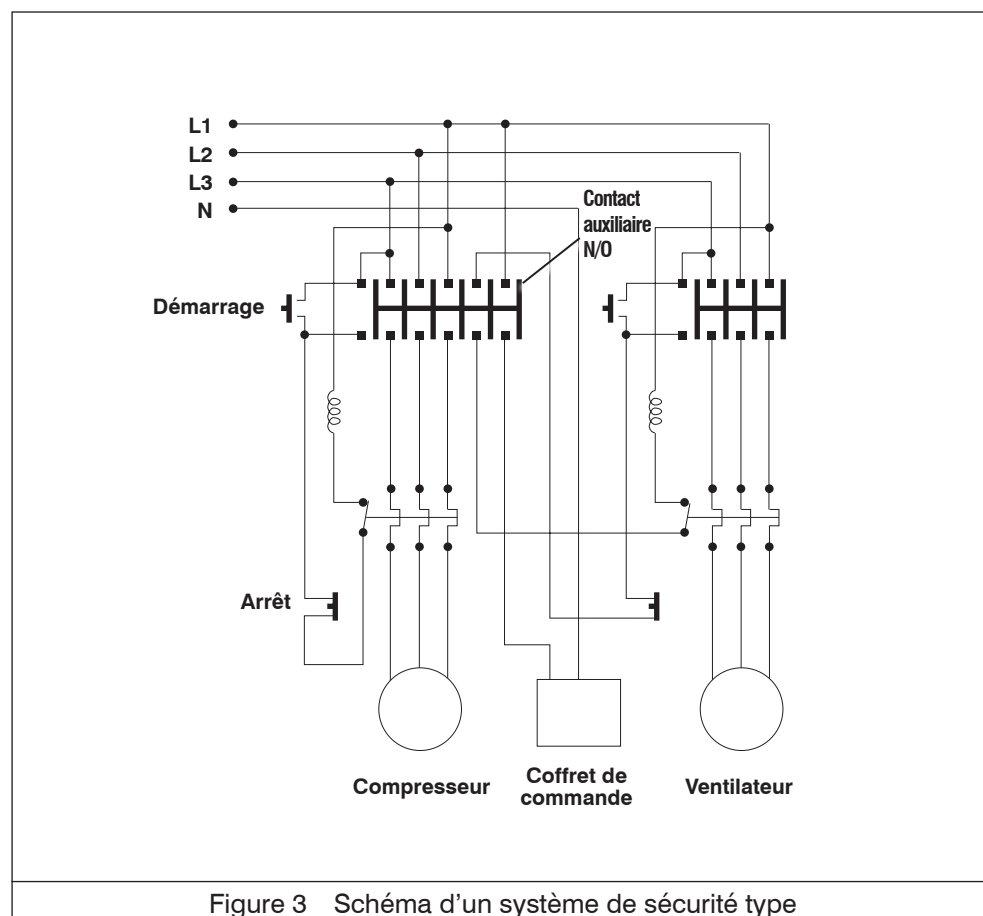 L1
L2
L3
N
Contact
auxiliaire
N/O
Démarrage
Arrêt
Compresseur
Coffret de
commande
Ventilateur
Figure 3 Schéma d'un système de sécurité type